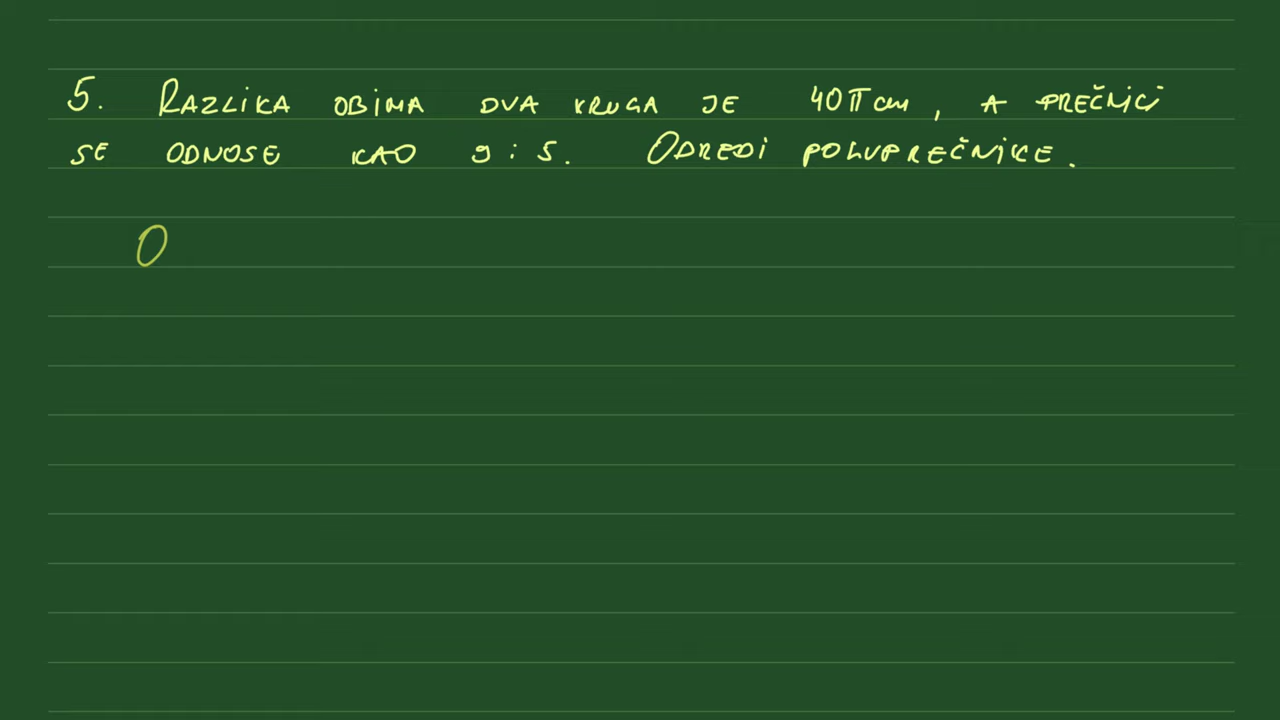 5. RAZLIKA OBIMA DVA KRUGA JE 40π cm, A PREČNICI
SE ODNOSE KAO 9 : 5. ODREDI POLUPREČNIKE.
O